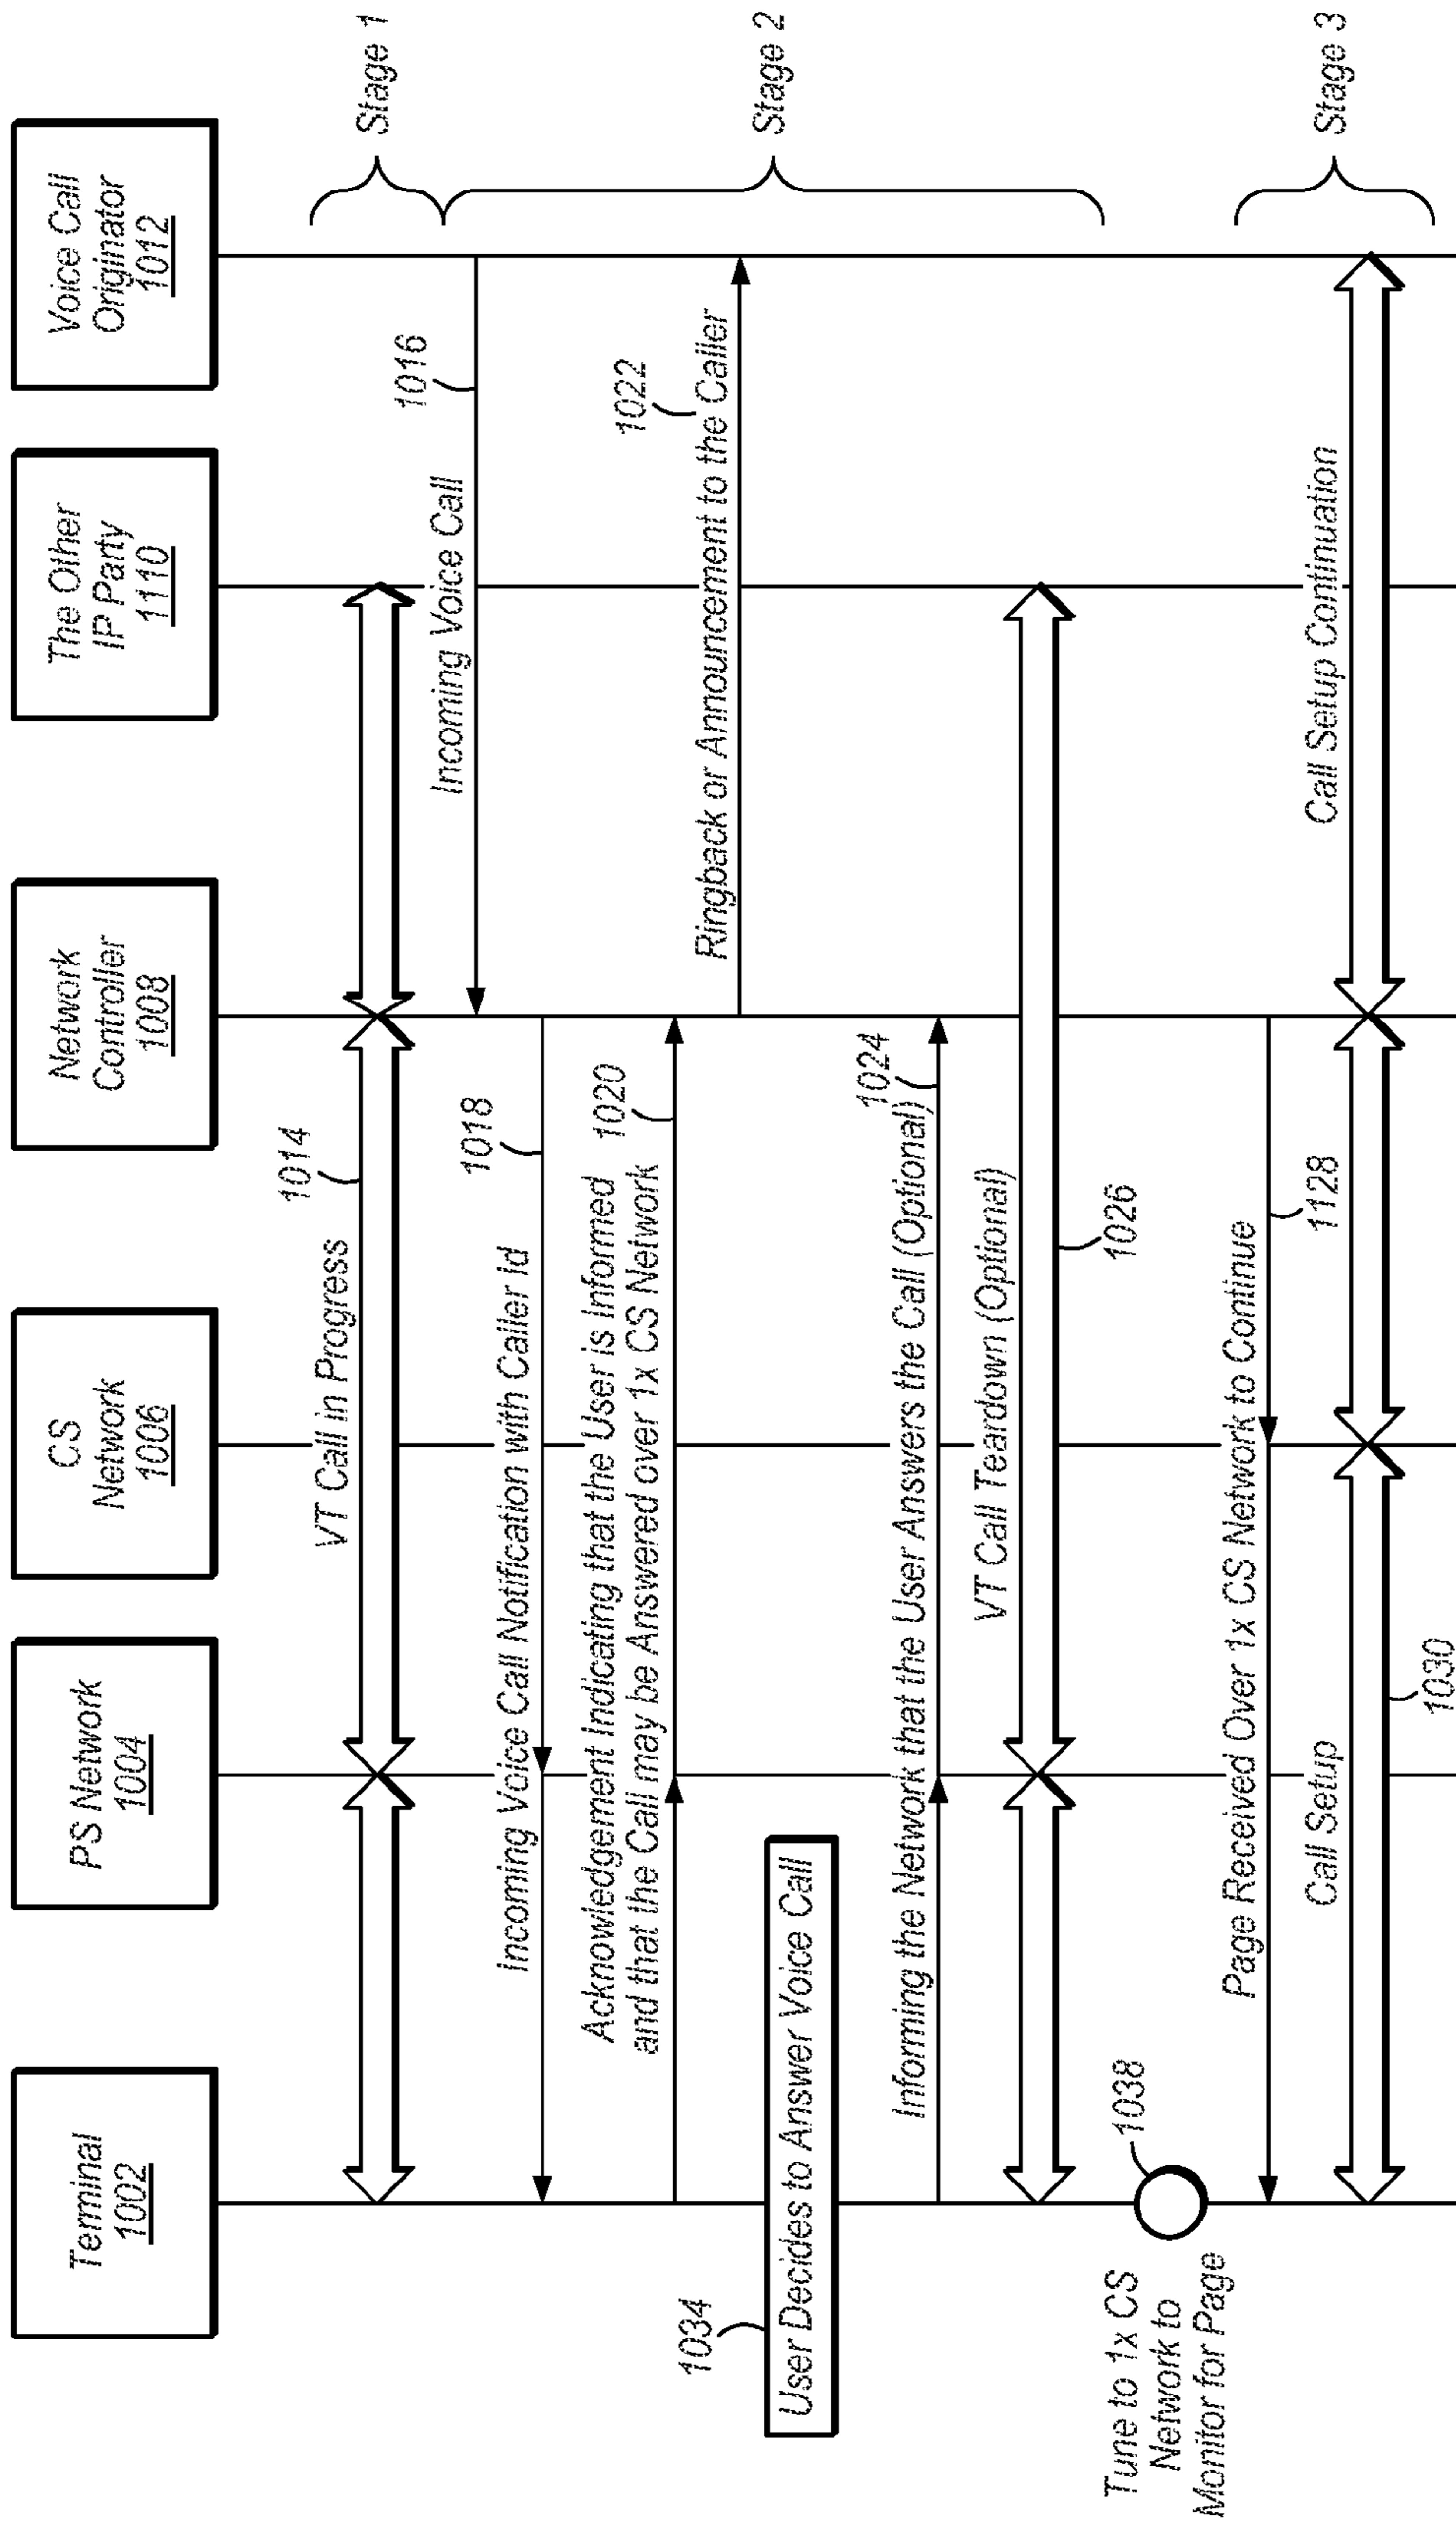 Terminal
1002
PS Network
1004
CS
Network
1006
Network
Controller
1008
The Other
IP Party
1110
Voice Call
Originator
1012
1014
VT Call in Progress
Stage 1
1016
Incoming Voice Call
1018
Incoming Voice Call Notification with Caller Id
1020
Acknowledgement Indicating that the User is Informed
and that the Call may be Answered over 1x CS Network
1022
Ringback or Announcement to the Caller
Stage 2
1034
User Decides to Answer Voice Call
1024
Informing the Network that the User Answers the Call (Optional)
VT Call Teardown (Optional)
1026
1038
Tune to 1x CS
Network to
Monitor for Page
Page Received Over 1x CS Network to Continue
1128
Call Setup
Call Setup Continuation
Stage 3
1030